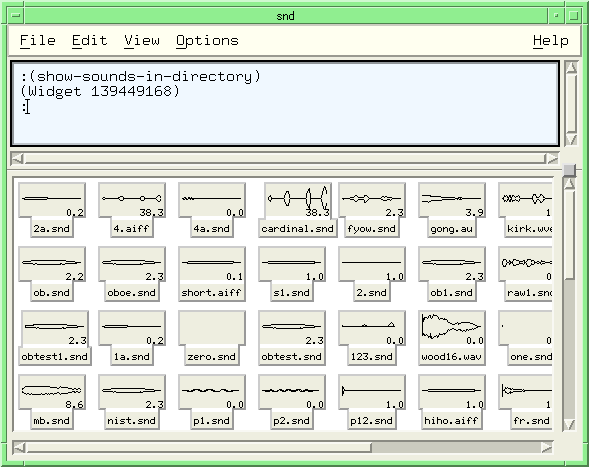 snd
File Edit View Options Help
:(show-sounds-in-directory)
(Widget 139449168)
:
0.2 38.3 0.0 38.3 2.3 3.9 1
2a.snd 4.aiff 4a.snd cardinal.snd fyow.snd gong.au kirk.wve
2.2 2.3 0.1 1.0 1.0 2.3 0
ob.snd oboe.snd short.aiff s1.snd 2.snd ob1.snd raw1.snd
2.3 0.2 2.3 1.0 0.0 0
obtest1.snd 1a.snd zero.snd obtest.snd 123.snd wood16.wav one.snd
8.6 2.3 0.0 0.0 1.0 1.0 1
mb.snd nist.snd p1.snd p2.snd p12.snd hiho.aiff fr.snd